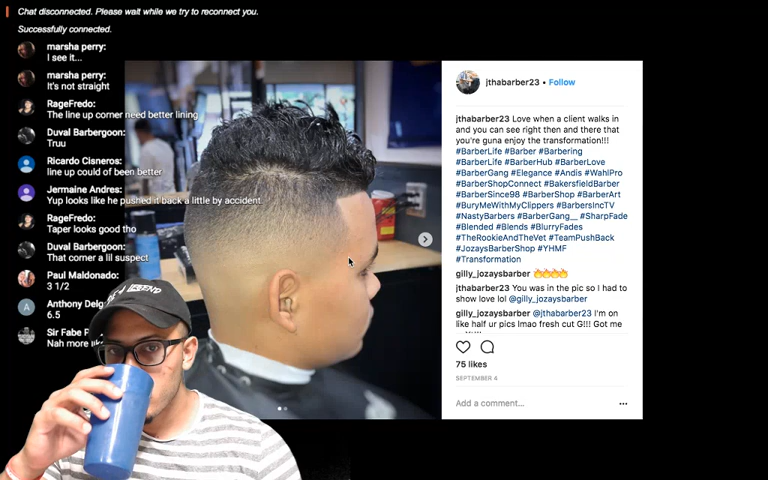 Chat disconnected. Please wait while we try to reconnect you.
Successfully connected.
marsha perry:
I see it...
marsha perry:
It's not straight
RageFredo:
The line up corner need better lining
Duval Barbergoon:
Truu
Ricardo Cisneros:
line up could of been better
Jermaine Andres:
Yup looks like he pushed it back a little by accident
RageFredo:
Taper looks good tho
Duval Barbergoon:
That corner a lil suspect
Paul Maldonado:
3 1/2
Anthony Delg
6.5
Sir Fabe P
Nah more
jthabarber23 • Follow
jthabarber23 Love when a client walks in
and you can see right then and there that
you're guna enjoy the transformation!!!
#BarberLife #Barber #Barbering
#BarberLife #BarberHub #BarberLove
#BarberGang #Elegance #Andis #WahlPro
#BarberShopConnect #BakersfieldBarber
#BarberSince98 #BarberShop #BarberArt
#BuryMeWithMyClippers #BarbersIncTV
#NastyBarbers #BarberGang__ #SharpFade
#Blended #Blends #BlurryFades
#TheRookieAndTheVet #TeamPushBack
#JozaysBarberShop #YHMF
#Transformation
gilly_jozaysbarber 🔥🔥🔥🔥
jthabarber23 You was in the pic so I had to
show love lol @gilly_jozaysbarber
gilly_jozaysbarber @jthabarber23 I'm on
like half ur pics lmao fresh cut G!!! Got me
75 likes
SEPTEMBER 4
Add a comment...